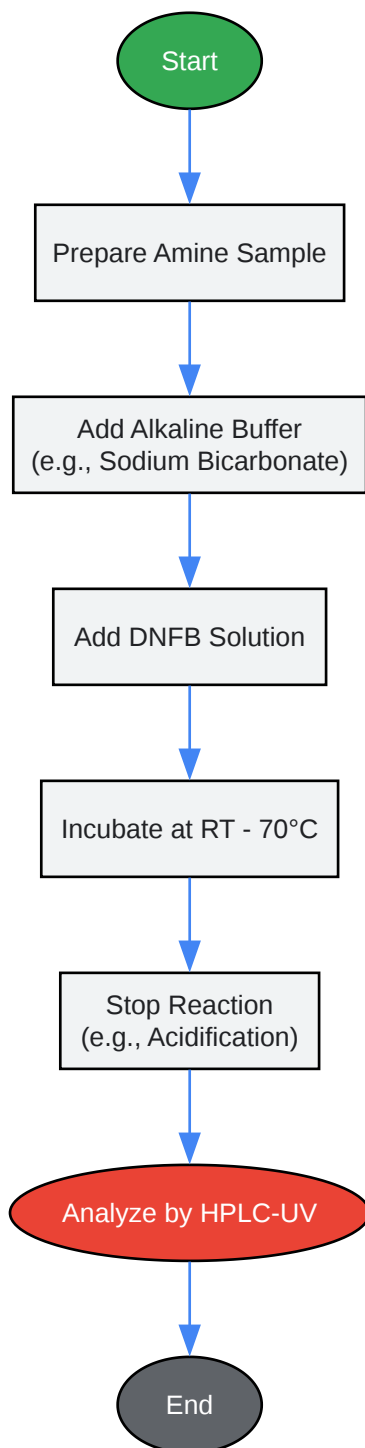 Start
Prepare Amine Sample
Add Alkaline Buffer
(e.g., Sodium Bicarbonate)
Add DNFB Solution
Incubate at RT - 70°C
Stop Reaction
(e.g., Acidification)
Analyze by HPLC-UV
End